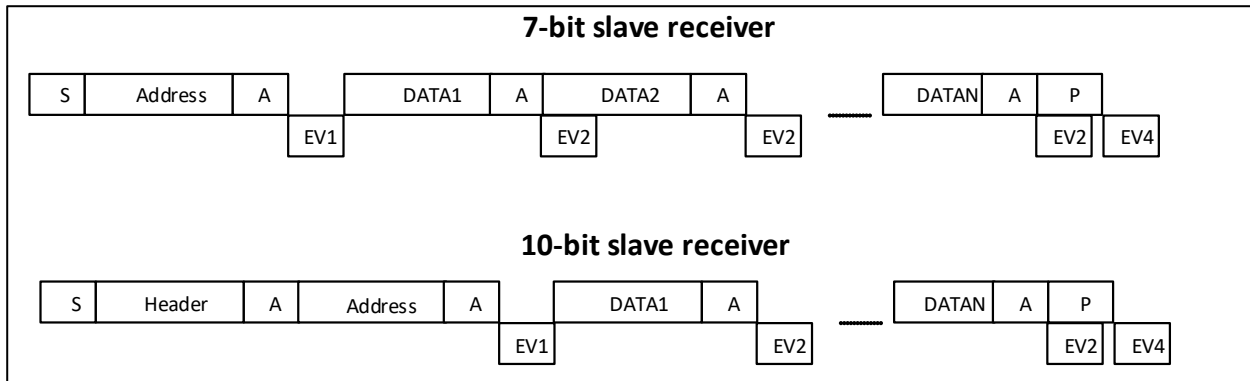 7-bit slave receiver
S Address A DATA1 A DATA2 A DATAN A P
EV1 EV2 EV2 EV2 EV4
10-bit slave receiver
S Header A Address A DATA1 A DATAN A P
EV1 EV2 EV2 EV4